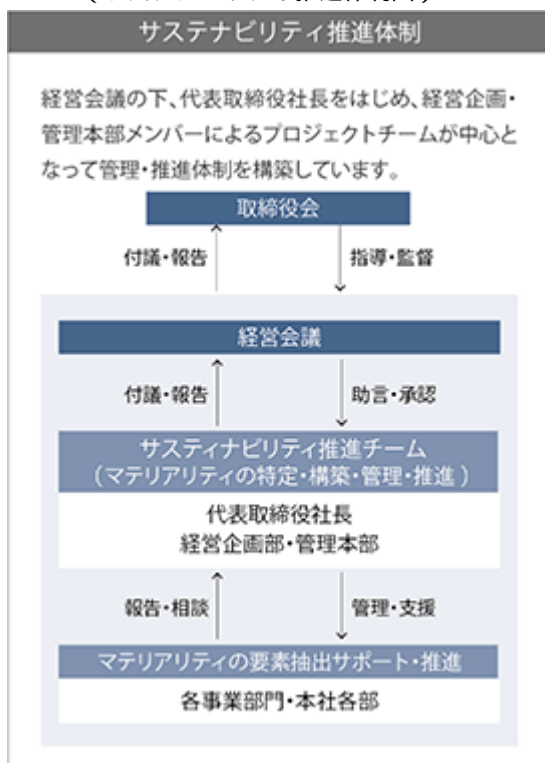 サステナビリティ推進体制
経営会議の下、代表取締役社長をはじめ、経営企画・
管理本部メンバーによるプロジェクトチームが中心と
なって管理・推進体制を構築しています。
取締役会
付議・報告 指導・監督
経営会議
付議・報告 助言・承認
サスティナビリティ推進チーム
(マテリアリティの特定・構築・管理・推進)
代表取締役社長
経営企画部・管理本部
報告・相談 管理・支援
マテリアリティの要素抽出サポート・推進
各事業部門・本社各部